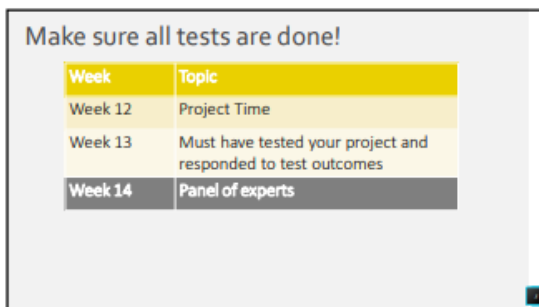 Make sure all tests are done!
Week Topic
Week 12 Project Time
Week 13 Must have tested your project and
responded to test outcomes
Week 14 Panel of experts